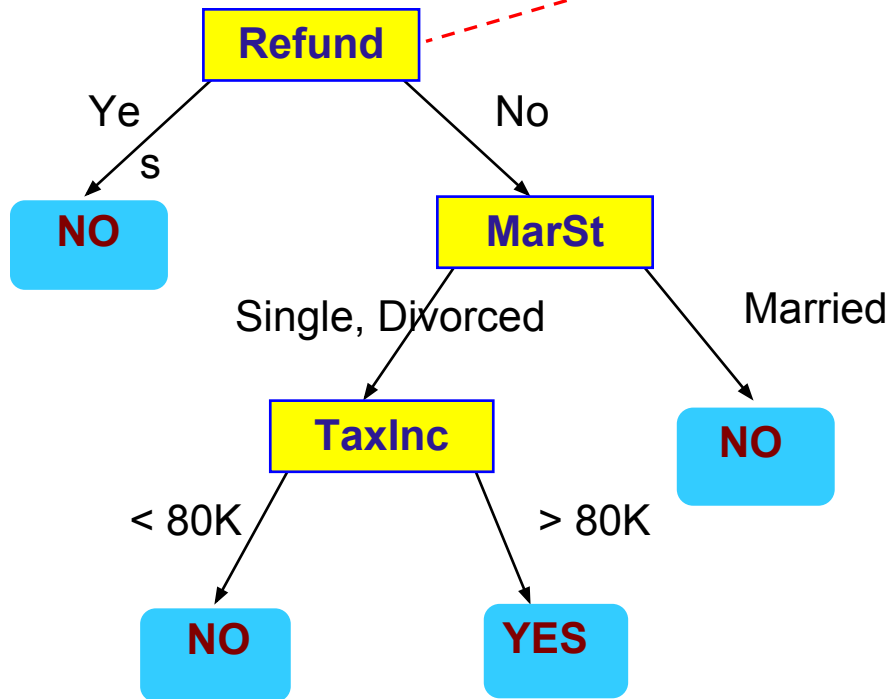 Refund
Ye
s
No
NO
MarSt
Single, Divorced
Married
TaxInc
NO
< 80K
> 80K
NO
YES